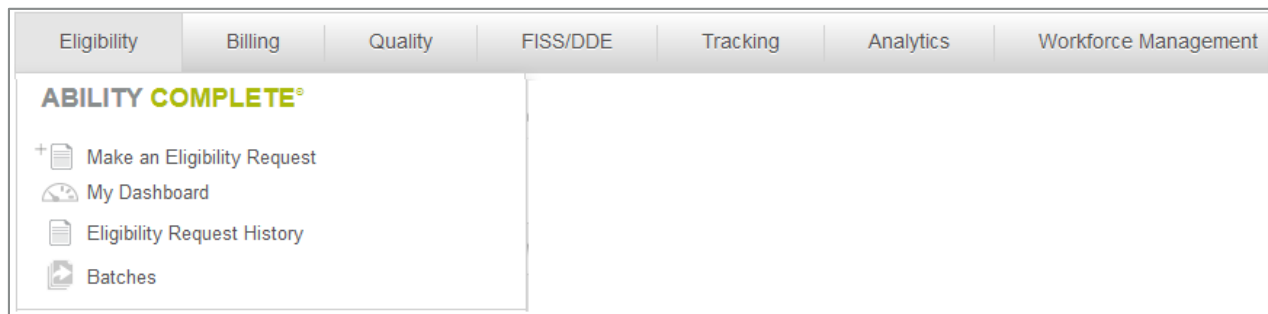 Eligibility Billing Quality FISS/DDE Tracking Analytics Workforce Management
ABILITY COMPLETE®
Make an Eligibility Request
My Dashboard
Eligibility Request History
Batches